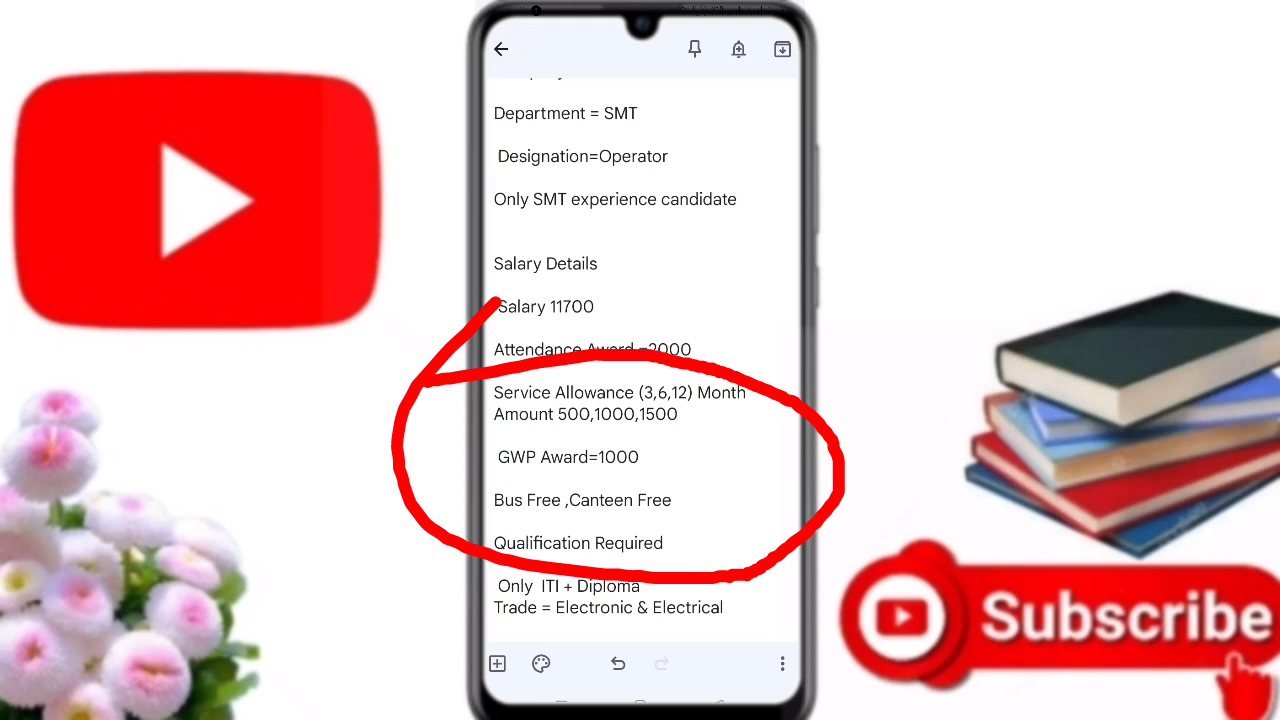 Department = SMT
Designation=Operator
Only SMT experience candidate
Salary Details
Salary 11700
Attendance Award =2000
Service Allowance (3,6,12) Month
Amount 500,1000,1500
GWP Award=1000
Bus Free ,Canteen Free
Qualification Required
Only ITI + Diploma
Trade = Electronic & Electrical
Subscribe